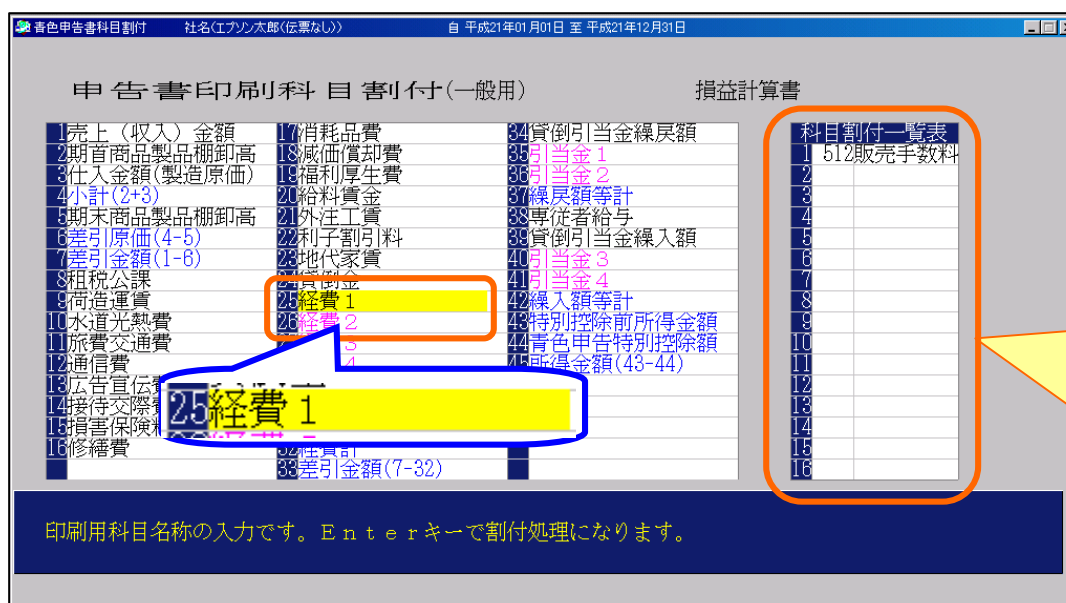 青色申告書科目割付 社名(エプソン太郎(伝票なし)) 自 平成21年01月01日 至 平成21年12月31日
申告書印刷科目割付(一般用) 損益計算書
1売上(収入)金額
2期首商品製品棚卸高
3仕入金額(製造原価)
4小計(2+3)
5期末商品製品棚卸高
6差引原価(4-5)
7差引金額(1-6)
8租税公課
9荷造運賃
10水道光熱費
11旅費交通費
12通信費
13広告宣伝費
14接待交際費
15損害保険料
16修繕費
17消耗品費
18減価償却費
19福利厚生費
20給料賃金
21外注工賃
22利子割引料
23地代家賃
24貸倒金
25経費1
26経費2
3
4
25経費1
32経費計
33差引金額(7-32)
34貸倒引当金繰戻額
35引当金1
36引当金2
37繰戻額等計
38専従者給与
39貸倒引当金繰入額
40引当金3
41引当金4
42繰入額等計
43特別控除前所得金額
44青色申告特別控除額
45所得金額(43-44)
科目割付一覧表
1 512販売手数料
2
3
4
5
6
7
8
9
10
11
12
13
14
15
16
印刷用科目名称の入力です。Enterキーで割付処理になります。